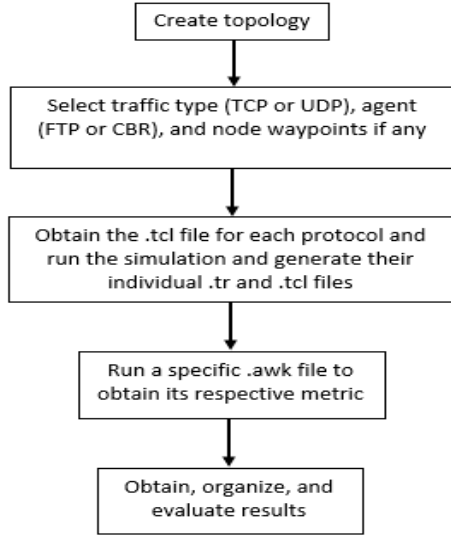 Create topology
Select traffic type (TCP or UDP), agent
(FTP or CBR), and node waypoints if any
Obtain the .tcl file for each protocol and
run the simulation and generate their
individual .tr and .tcl files
Run a specific .awk file to
obtain its respective metric
Obtain, organize, and
evaluate results